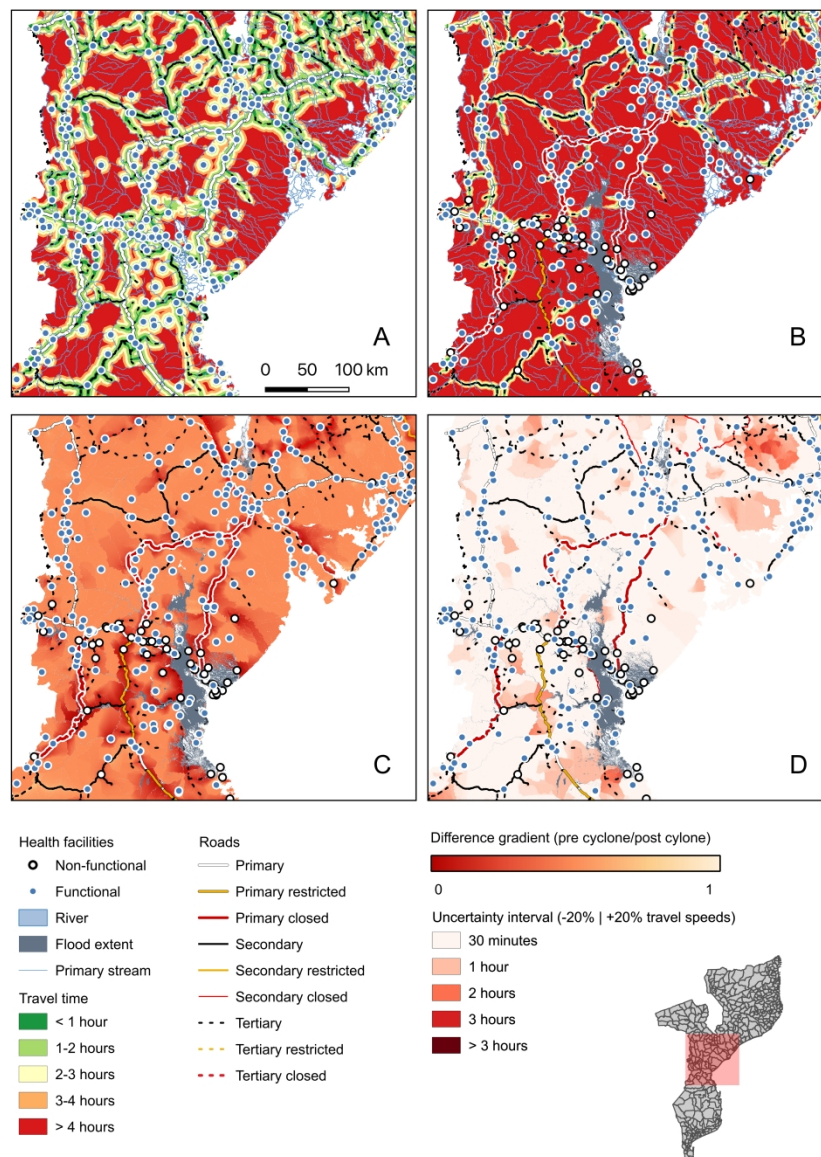 A
0 50 100 km
B
C
D
Health facilities
Non-functional
Functional
River
Flood extent
Primary stream
Travel time
< 1 hour
1-2 hours
2-3 hours
3-4 hours
> 4 hours
Roads
Primary
Primary restricted
Primary closed
Secondary
Secondary restricted
Secondary closed
Tertiary
Tertiary restricted
Tertiary closed
Difference gradient (pre cyclone/post cylone)
0 1
Uncertainty interval (-20% | +20% travel speeds)
30 minutes
1 hour
2 hours
3 hours
> 3 hours